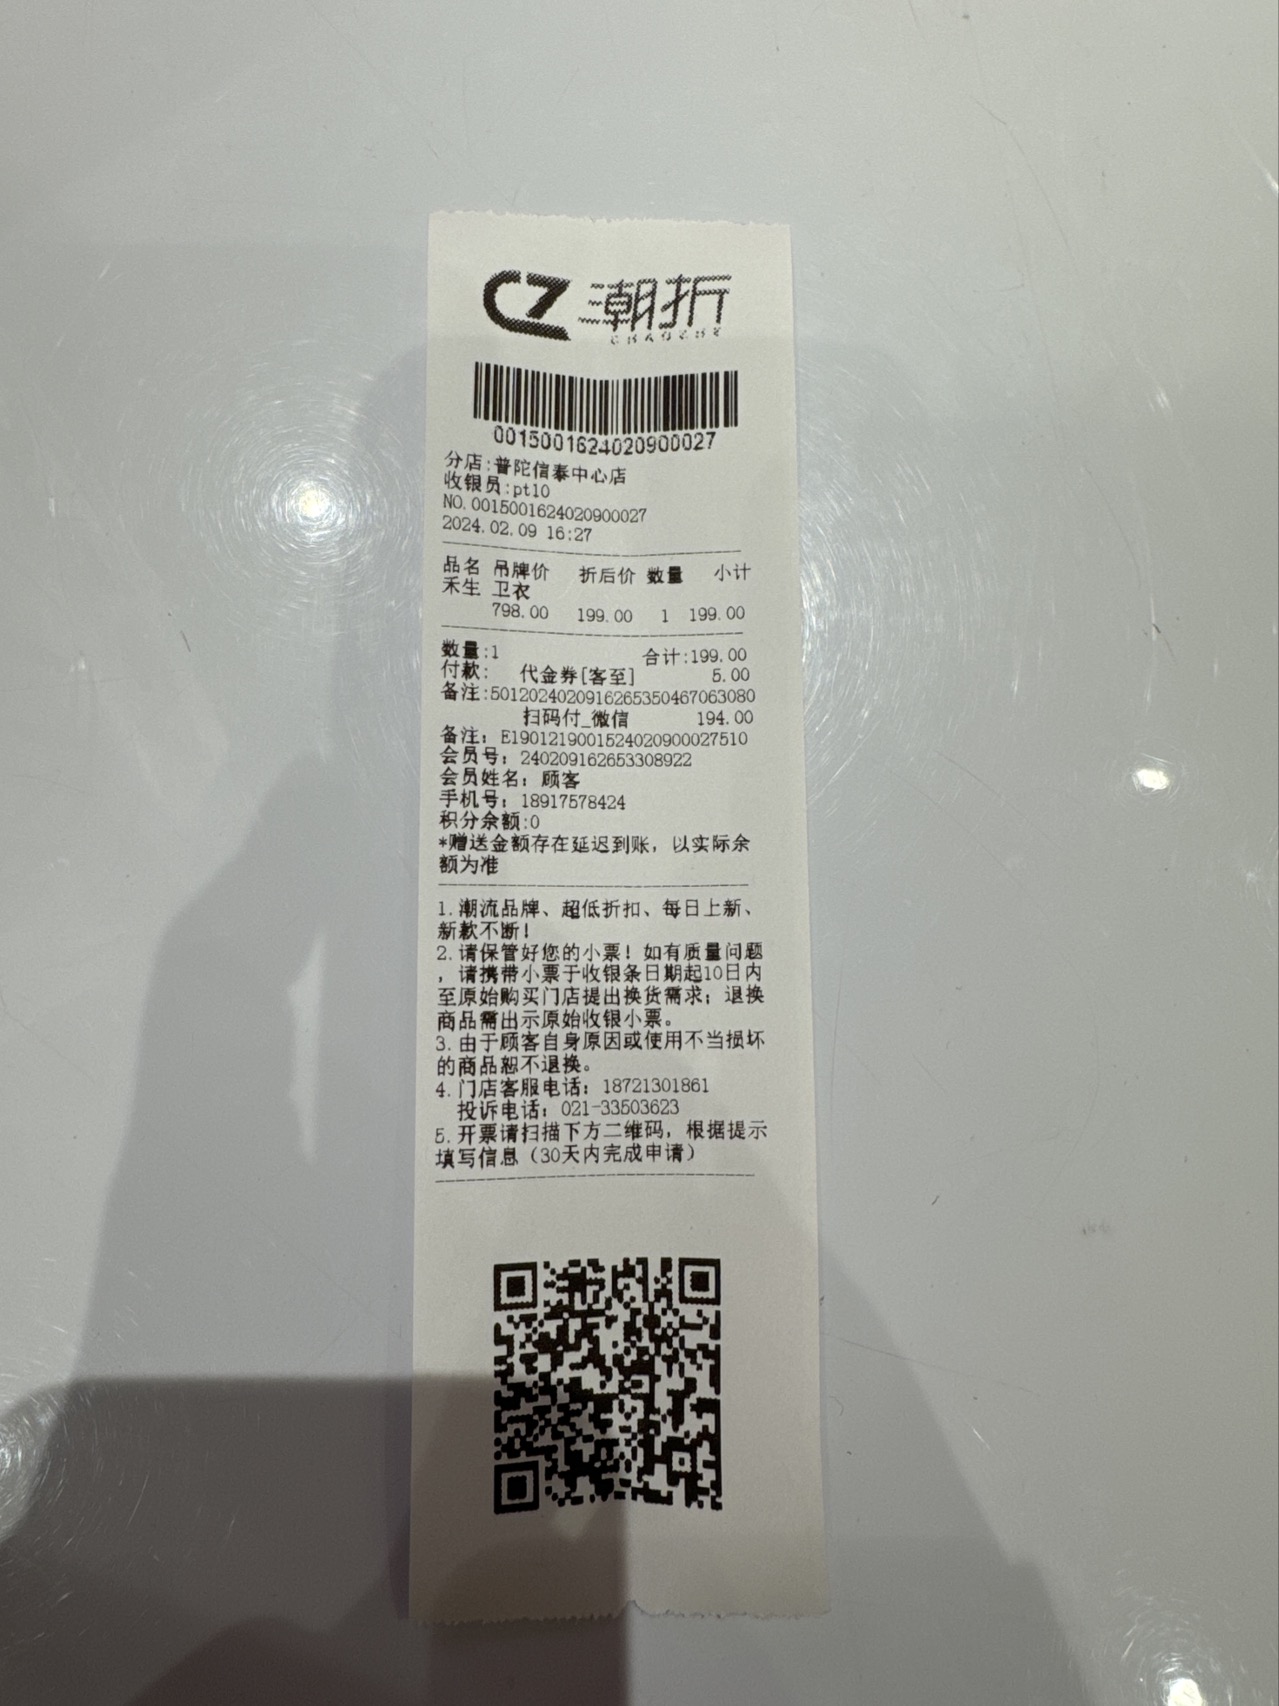 CZ 潮折
CHAOZHE
0015001624020900027
分店:普陀信泰中心店
收银员:pt10
NO.0015001624020900027
2024.02.09 16:27
品名 吊牌价 折后价 数量 小计
禾生 卫衣
798.00 199.00 1 199.00
数量:1 合计:199.00
付款: 代金券[客至] 5.00
备注:501202402091626535046706​3080
扫码付_微信 194.00
备注: E1901219001524020900027510
会员号: 240209162653308922
会员姓名: 顾客
手机号: 18917578424
积分余额:0
*赠送金额存在延迟到账，以实际余
额为准
1.潮流品牌、超低折扣、每日上新、
新款不断!
2.请保管好您的小票! 如有质量问题
，请携带小票于收银条日期起10日内
至原始购买门店提出换货需求; 退换
商品需出示原始收银小票。
3.由于顾客自身原因或使用不当损坏
的商品恕不退换。
4.门店客服电话: 18721301861
投诉电话: 021-33503623
5.开票请扫描下方二维码，根据提示
填写信息（30天内完成申请）